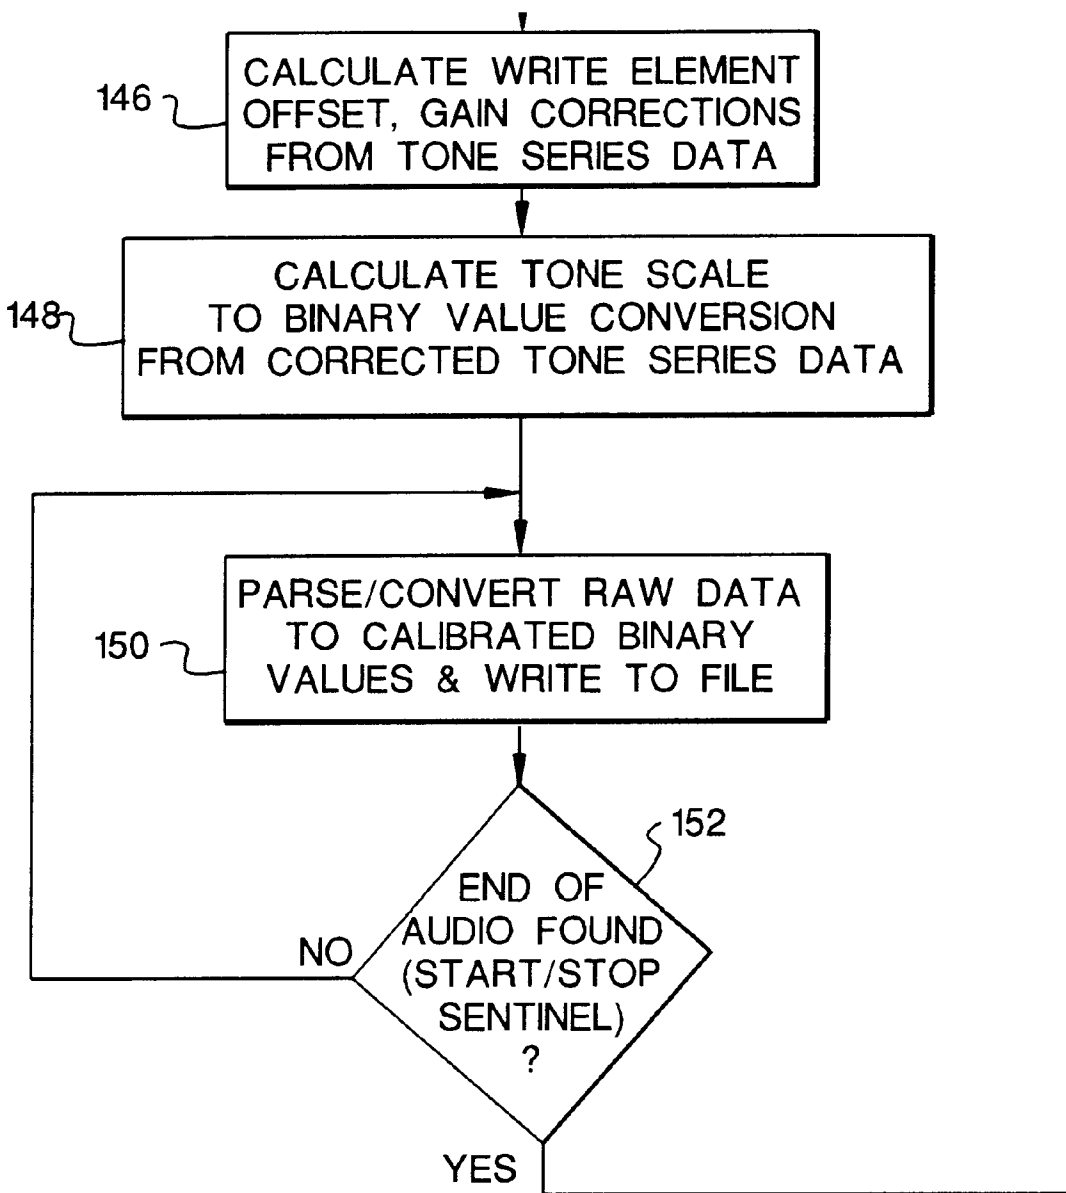 146
CALCULATE WRITE ELEMENT
OFFSET, GAIN CORRECTIONS
FROM TONE SERIES DATA
148
CALCULATE TONE SCALE
TO BINARY VALUE CONVERSION
FROM CORRECTED TONE SERIES DATA
150
PARSE/CONVERT RAW DATA
TO CALIBRATED BINARY
VALUES & WRITE TO FILE
152
END OF
AUDIO FOUND
(START/STOP
SENTINEL)
?
NO
YES